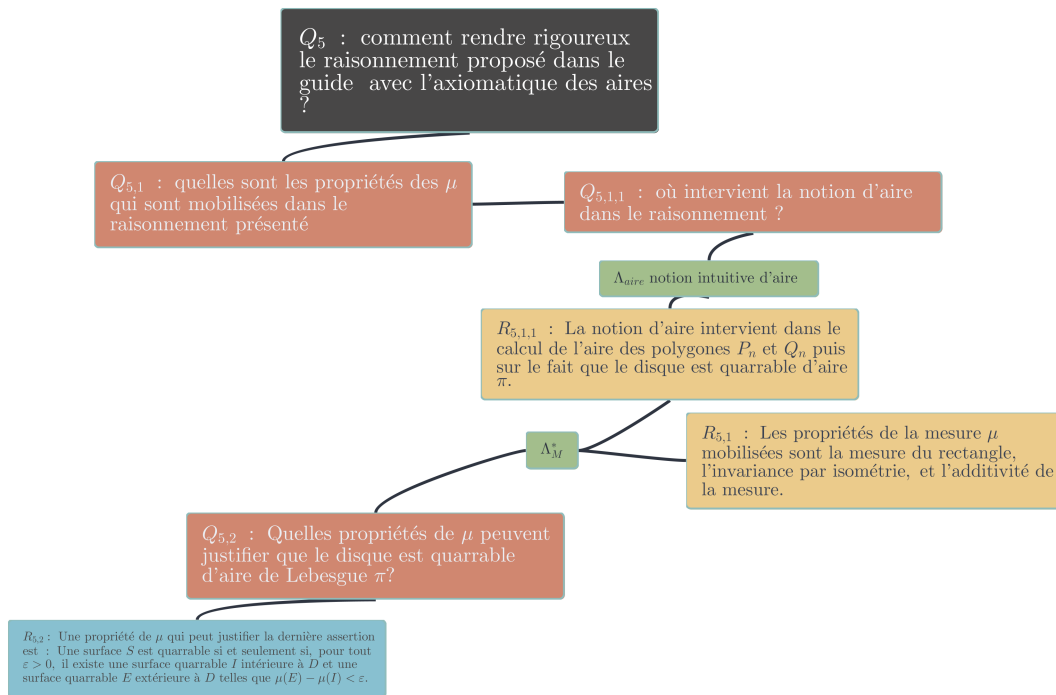 Q₅ : comment rendre rigoureux
le raisonnement proposé dans le
guide avec l'axiomatique des aires
?
Q₅,₁ : quelles sont les propriétés des μ
qui sont mobilisées dans le
raisonnement présenté
Q₅,₁,₁ : où intervient la notion d'aire
dans le raisonnement ?
Λ_aire notion intuitive d'aire
R₅,₁,₁ : La notion d'aire intervient dans le
calcul de l'aire des polygones Pₙ et Qₙ puis
sur le fait que le disque est quarrable d'aire
π.
Λ*_M
R₅,₁ : Les propriétés de la mesure μ
mobilisées sont la mesure du rectangle,
l'invariance par isométrie, et l'additivité de
la mesure.
Q₅,₂ : Quelles propriétés de μ peuvent
justifier que le disque est quarrable
d'aire de Lebesgue π?
R₅,₂ : Une propriété de μ qui peut justifier la dernière assertion
est : Une surface S est quarrable si et seulement si, pour tout
ε > 0, il existe une surface quarrable I intérieure à D et une
surface quarrable E extérieure à D telles que μ(E) − μ(I) < ε.